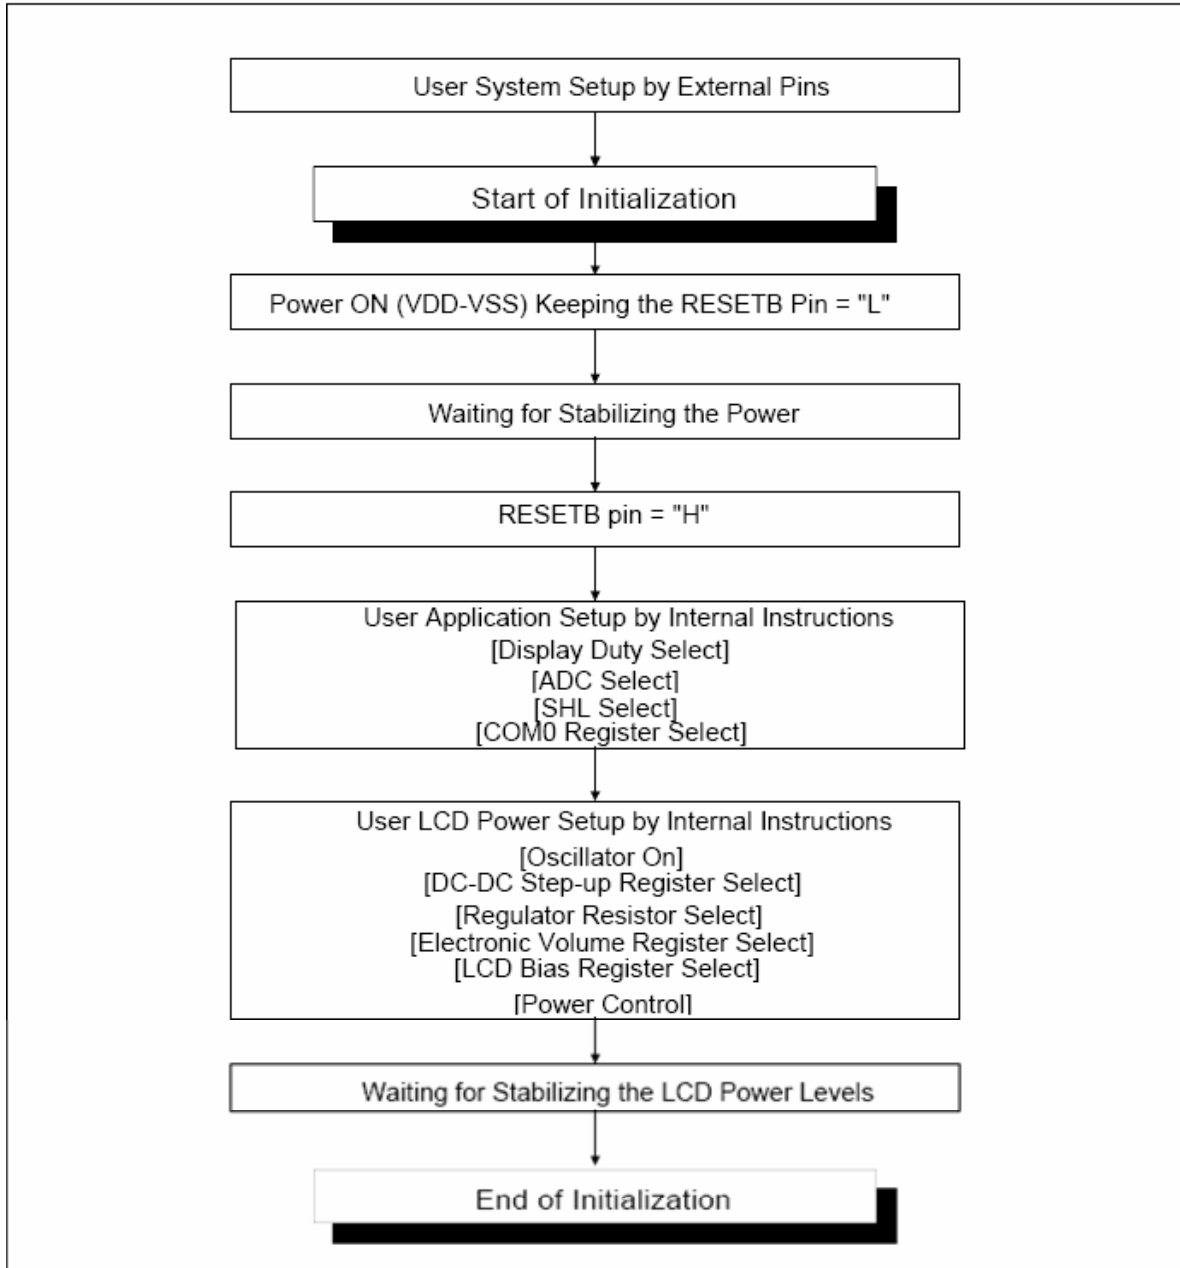 User System Setup by External Pins
Start of Initialization
Power ON (VDD-VSS) Keeping the RESETB Pin = "L"
Waiting for Stabilizing the Power
RESETB pin = "H"
User Application Setup by Internal Instructions
[Display Duty Select]
[ADC Select]
[SHL Select]
[COM0 Register Select]
User LCD Power Setup by Internal Instructions
[Oscillator On]
[DC-DC Step-up Register Select]
[Regulator Resistor Select]
[Electronic Volume Register Select]
[LCD Bias Register Select]
[Power Control]
Waiting for Stabilizing the LCD Power Levels
End of Initialization